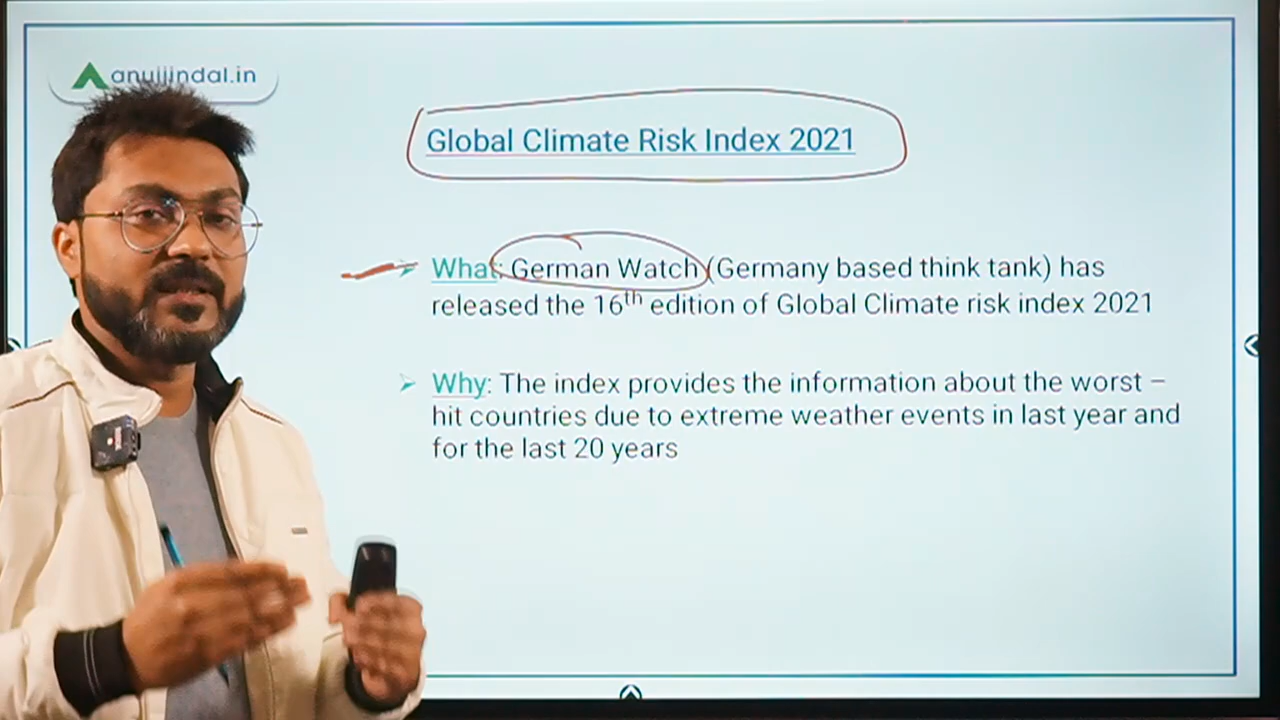 anujjindal.in
Global Climate Risk Index 2021
What: German Watch (Germany based think tank) has
released the 16th edition of Global Climate risk index 2021
Why: The index provides the information about the worst –
hit countries due to extreme weather events in last year and
for the last 20 years